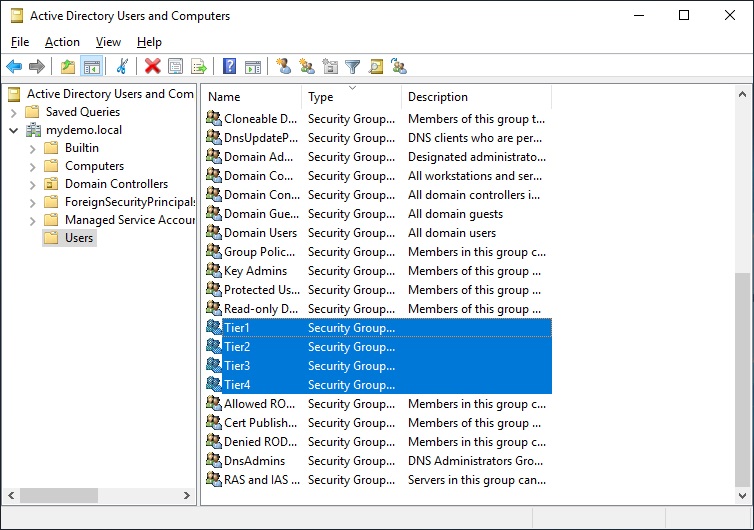 Active Directory Users and Computers
File Action View Help
Active Directory Users and Com
Saved Queries
mydemo.local
Builtin
Computers
Domain Controllers
ForeignSecurityPrincipals
Managed Service Accour
Users
Name Type Description
Cloneable D... Security Group... Members of this group t...
DnsUpdateP... Security Group... DNS clients who are per...
Domain Ad... Security Group... Designated administrato...
Domain Co... Security Group... All workstations and ser...
Domain Con... Security Group... All domain controllers i...
Domain Gue... Security Group... All domain guests
Domain Users Security Group... All domain users
Group Polic... Security Group... Members in this group c...
Key Admins Security Group... Members of this group ...
Protected Us... Security Group... Members of this group ...
Read-only D... Security Group... Members of this group ...
Tier1 Security Group...
Tier2 Security Group...
Tier3 Security Group...
Tier4 Security Group...
Allowed RO... Security Group... Members in this group c...
Cert Publish... Security Group... Members of this group ...
Denied ROD... Security Group... Members in this group c...
DnsAdmins Security Group... DNS Administrators Gro...
RAS and IAS ... Security Group... Servers in this group can...